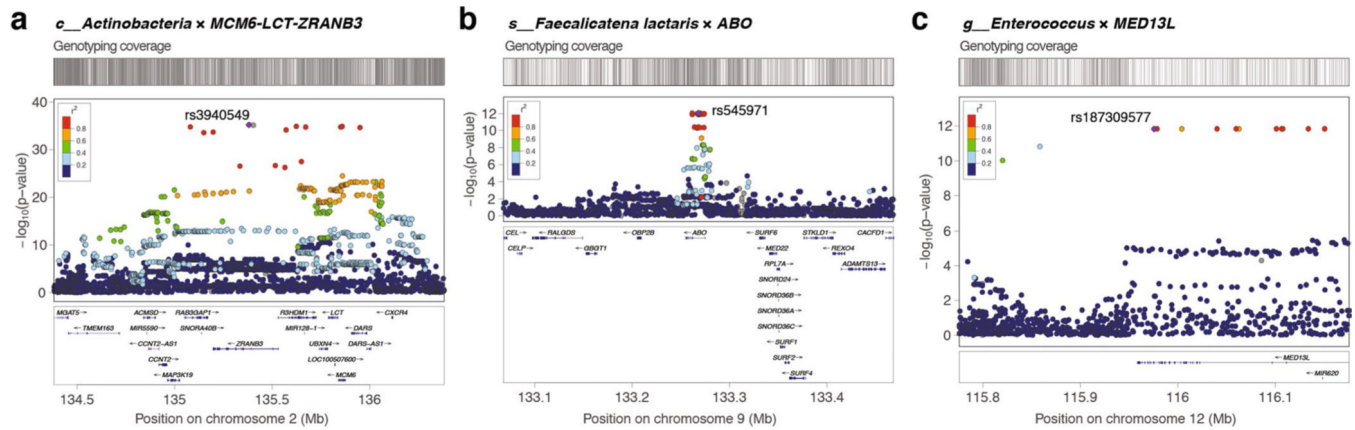 a c__Actinobacteria × MCM6-LCT-ZRANB3
Genotyping coverage
40
30
20
10
0
−log10(p−value)
r2
0.8
0.6
0.4
0.2
rs3940549
MGAT5→ ACMSD→ RAB3GAP1→ R3HDM1→ ←LCT CXCR4
←TMEM163 MIR5590→ SNORA40B→ MIR128−1→ ←DARS
←CCNT2−AS1 ←ZRANB3 UBXN4→ DARS−AS1→
CCNT2→ LOC100507600→
←MAP3K19 ←MCM6
134.5 135 135.5 136
Position on chromosome 2 (Mb)
b s__Faecalicatena lactaris × ABO
Genotyping coverage
12
10
8
6
4
2
0
−log10(p−value)
r2
0.8
0.6
0.4
0.2
rs545971
CEL→ ←RALGDS ←OBP2B ←ABO ←SURF6 STKLD1→ CACFD1→
CELP→ ←GBGT1 ←MED22 ←REXO4
RPL7A→ ADAMTS13→
SNORD24→
SNORD36B→
SNORD36A→
SNORD36C→
←SURF1
SURF2→
←SURF4
133.1 133.2 133.3 133.4
Position on chromosome 9 (Mb)
c g__Enterococcus × MED13L
Genotyping coverage
12
10
8
6
4
2
0
−log10(p−value)
r2
0.8
0.6
0.4
0.2
rs187309577
←MED13L
←MIR620
115.8 115.9 116 116.1
Position on chromosome 12 (Mb)